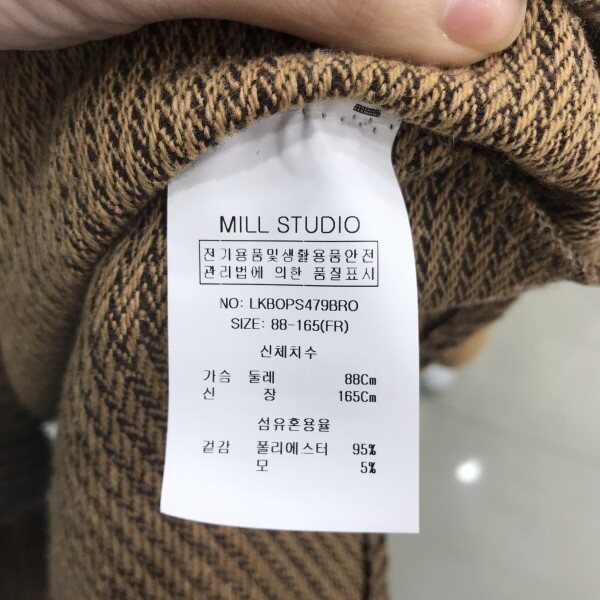 MILL STUDIO
전기용품및생활용품안전
관리법에 의한 품질표시
NO: LKBOPS479BRO
SIZE: 88-165(FR)
신체치수
가슴 둘레 88Cm
신 장 165Cm
섬유혼용율
겉감 폴리에스터 95%
모 5%